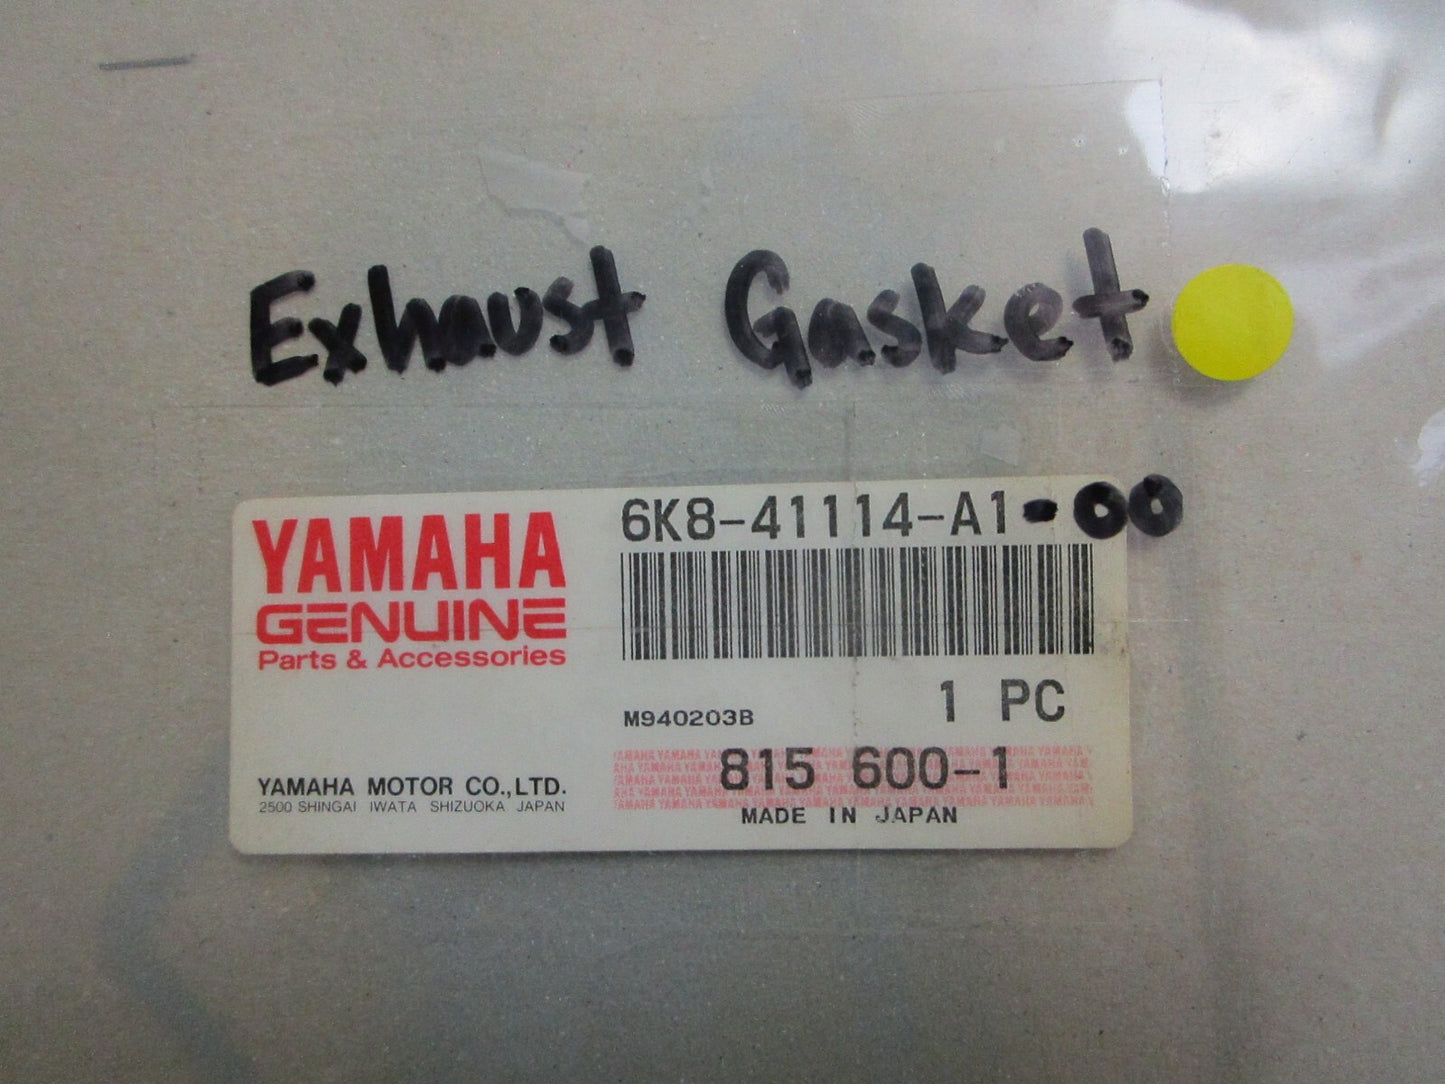 Exhaust Gasket
YAMAHA
GENUINE
Parts & Accessories
6K8-41114-A1-00
M940203B
1 PC
815 600-1
MADE IN JAPAN
YAMAHA MOTOR CO.,LTD.
2500 SHINGAI IWATA SHIZUOKA JAPAN